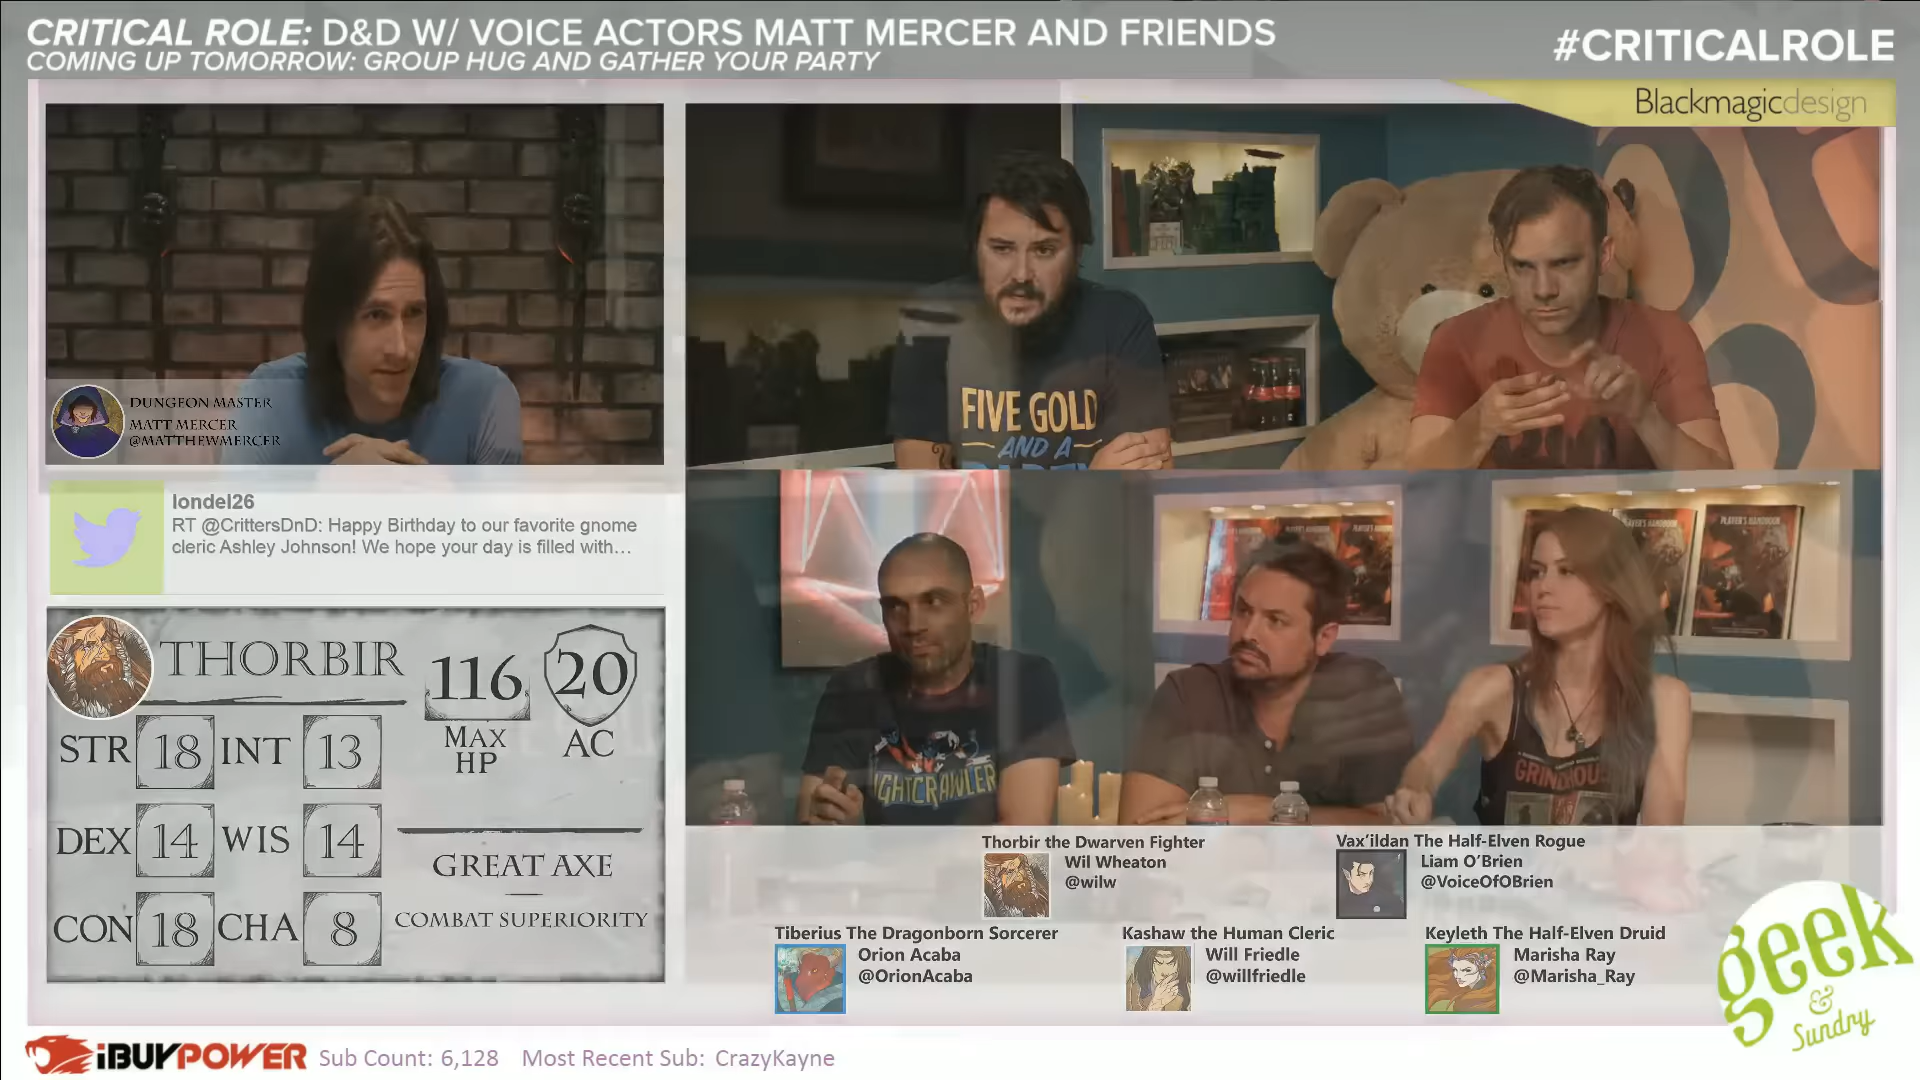 CRITICAL ROLE: D&D W/ VOICE ACTORS MATT MERCER AND FRIENDS
COMING UP TOMORROW: GROUP HUG AND GATHER YOUR PARTY
#CRITICALROLE
Blackmagicdesign
DUNGEON MASTER
MATT MERCER
@MATTHEWMERCER
FIVE GOLD
AND A
londel26
RT @CrittersDnD: Happy Birthday to our favorite gnome
cleric Ashley Johnson! We hope your day is filled with...
PLAYER'S HANDBOOK
THORBIR
116
MAX
HP
20
AC
STR 18 INT 13
DEX 14 WIS 14
CON 18 CHA 8
GREAT AXE
COMBAT SUPERIORITY
IGHTCRAWLER
GRINDHOU
Thorbir the Dwarven Fighter
Wil Wheaton
@wilw
Vax'ildan The Half-Elven Rogue
Liam O'Brien
@VoiceOfOBrien
Tiberius The Dragonborn Sorcerer
Orion Acaba
@OrionAcaba
Kashaw the Human Cleric
Will Friedle
@willfriedle
Keyleth The Half-Elven Druid
Marisha Ray
@Marisha_Ray
geek
&
Sundry
iBUYPOWER
Sub Count: 6,128 Most Recent Sub: CrazyKayne